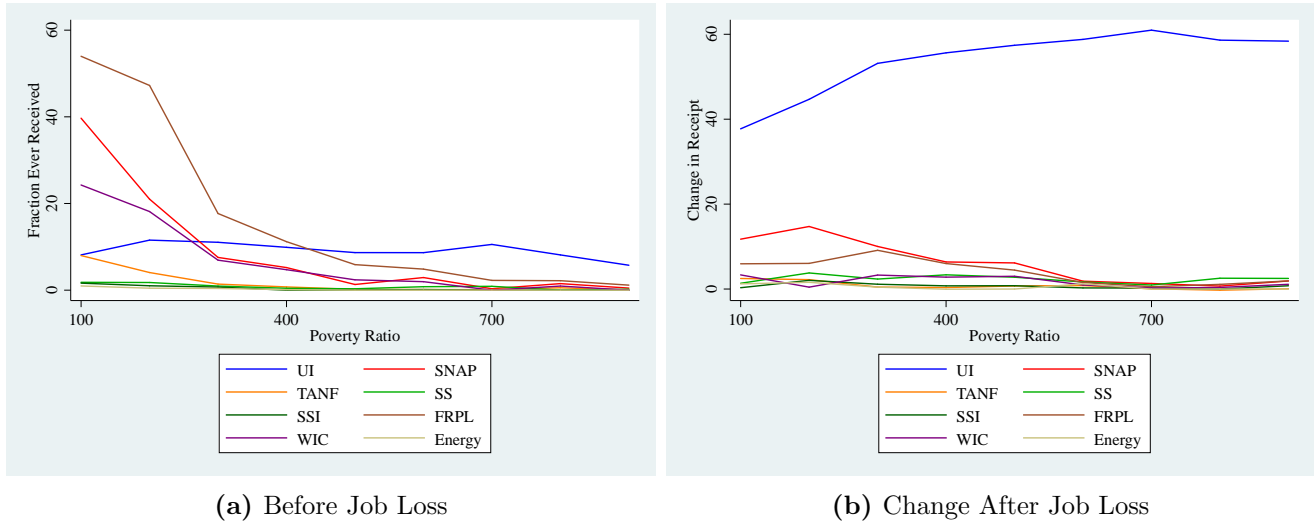 Fraction Ever Received
60
40
20
0
100
400
700
Poverty Ratio
UI
SNAP
TANF
SS
SSI
FRPL
WIC
Energy
(a) Before Job Loss
Change in Receipt
60
40
20
0
100
400
700
Poverty Ratio
UI
SNAP
TANF
SS
SSI
FRPL
WIC
Energy
(b) Change After Job Loss